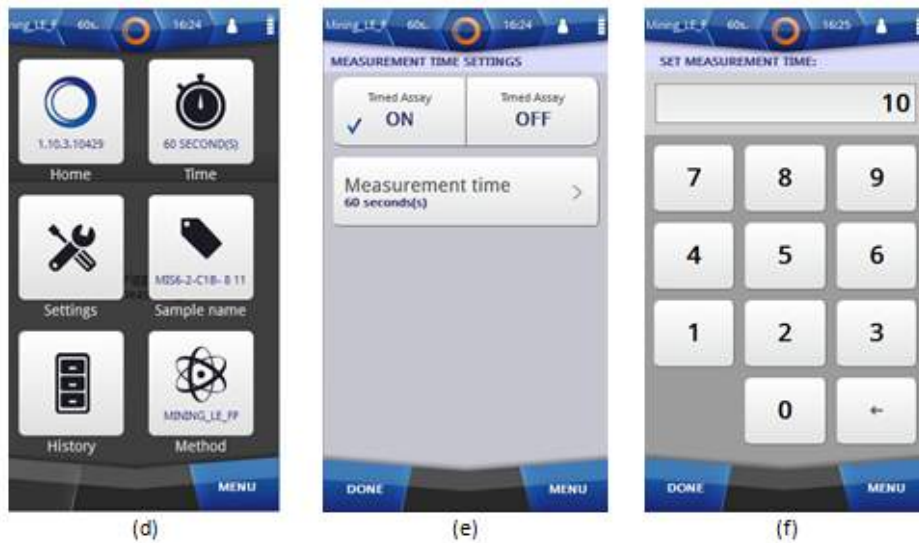 60s. 16:24
1.10.3.10429 60 SECOND(S)
Home Time
MIS6-2-C1B- 8 11
Settings Sample name
MINING_LE_FP
History Method
MENU
(d)
Mining_LE_F 60s. 16:24
MEASUREMENT TIME SETTINGS
Timed Assay Timed Assay
ON OFF
Measurement time
60 seconds(s)
DONE MENU
(e)
Mining_LE_F 60s. 16:25
SET MEASUREMENT TIME:
10
7 8 9
4 5 6
1 2 3
0 ←
DONE MENU
(f)